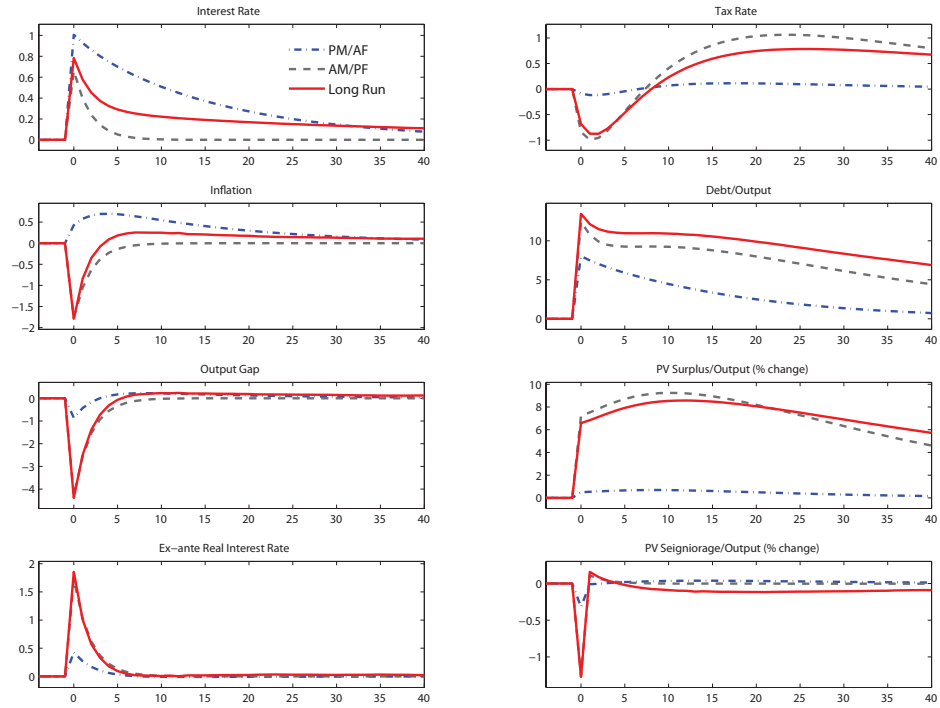 Interest Rate
1
0.8
0.6
0.4
0.2
0
PM/AF
AM/PF
Long Run
0 5 10 15 20 25 30 35 40
Tax Rate
1
0.5
0
−0.5
−1
0 5 10 15 20 25 30 35 40
Inflation
0.5
0
−0.5
−1
−1.5
−2
0 5 10 15 20 25 30 35 40
Debt/Output
10
5
0
0 5 10 15 20 25 30 35 40
Output Gap
0
−1
−2
−3
−4
0 5 10 15 20 25 30 35 40
PV Surplus/Output (% change)
10
8
6
4
2
0
0 5 10 15 20 25 30 35 40
Ex−ante Real Interest Rate
2
1.5
1
0.5
0
0 5 10 15 20 25 30 35 40
PV Seigniorage/Output (% change)
0
−0.5
−1
0 5 10 15 20 25 30 35 40